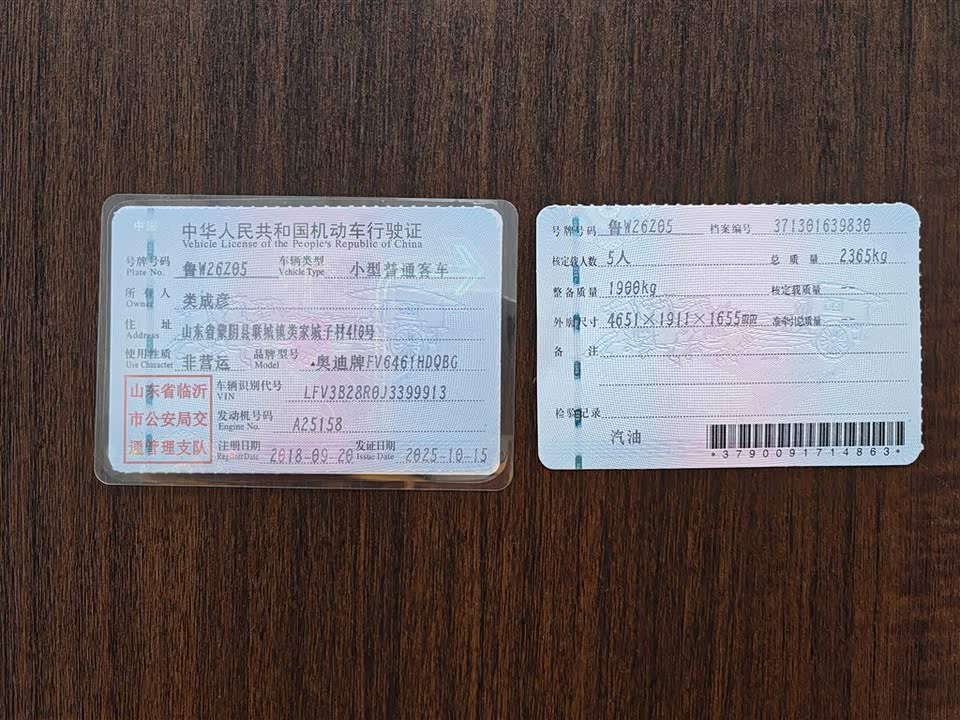 中华人民共和国机动车行驶证
Vehicle License of the People's Republic of China
号牌号码 鲁W26Z05 车辆类型 小型普通客车
Plate No. Vehicle Type
所有人 类成彦
Owner
住址 山东省蒙阴县联城镇类家城子村410号
Address
使用性质 非营运 品牌型号 奥迪牌FV6461HDQBG
Use Character Model
山东省临沂
市公安局交
通管理支队
车辆识别代号 LFV3B28R0J3399913
VIN
发动机号码 A25158
Engine No.
注册日期 2018-09-20 发证日期 2025-10-15
Register Date Issue Date
号牌号码 鲁W26Z05 档案编号 371301639830
核定载人数 5人 总质量 2365kg
整备质量 1900kg 核定载质量 --
外廓尺寸 4651×1911×1655mm 准牵引总质量 --
备注
检验记录
汽油
*3790091714863*